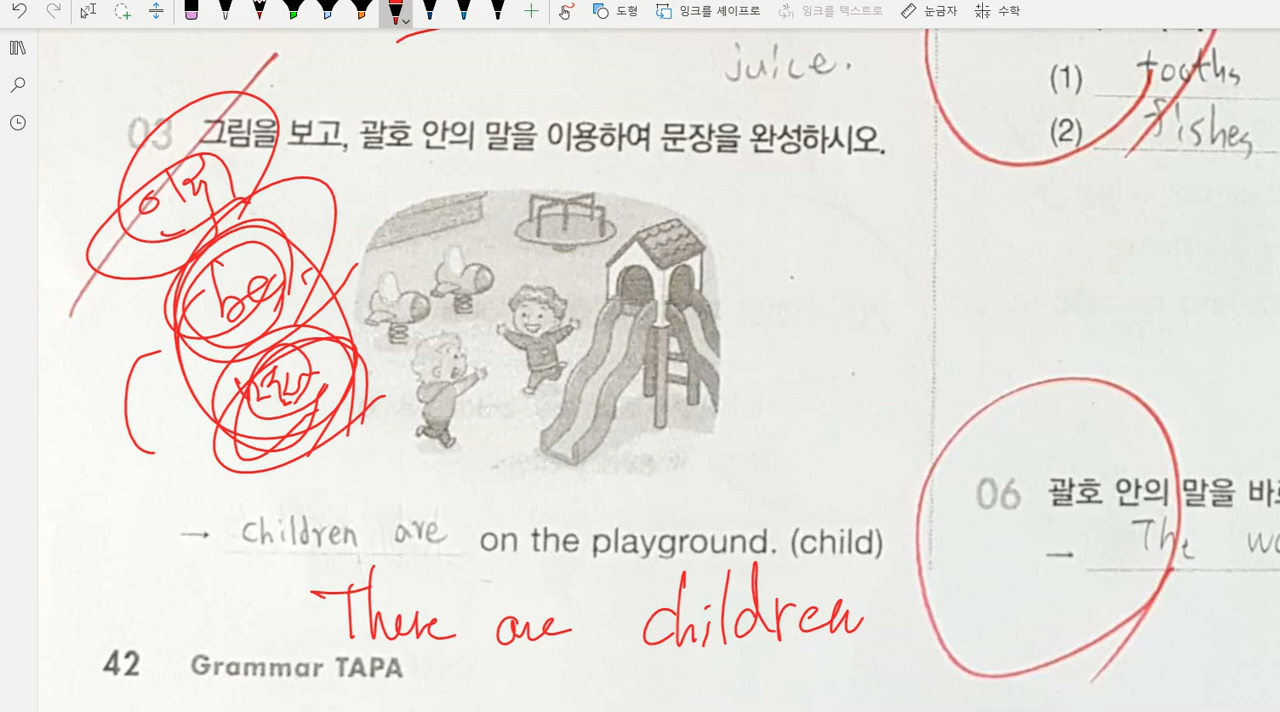 도형 잉크를 셰이프로 잉크를 텍스트로 눈금자 수학
juice.
03 그림을 보고, 괄호 안의 말을 이용하여 문장을 완성하시오.
be
→ children are on the playground. (child)
There are children
42 Grammar TAPA
(1) tooths
(2) fishes
06 괄호 안의 말을
→ The